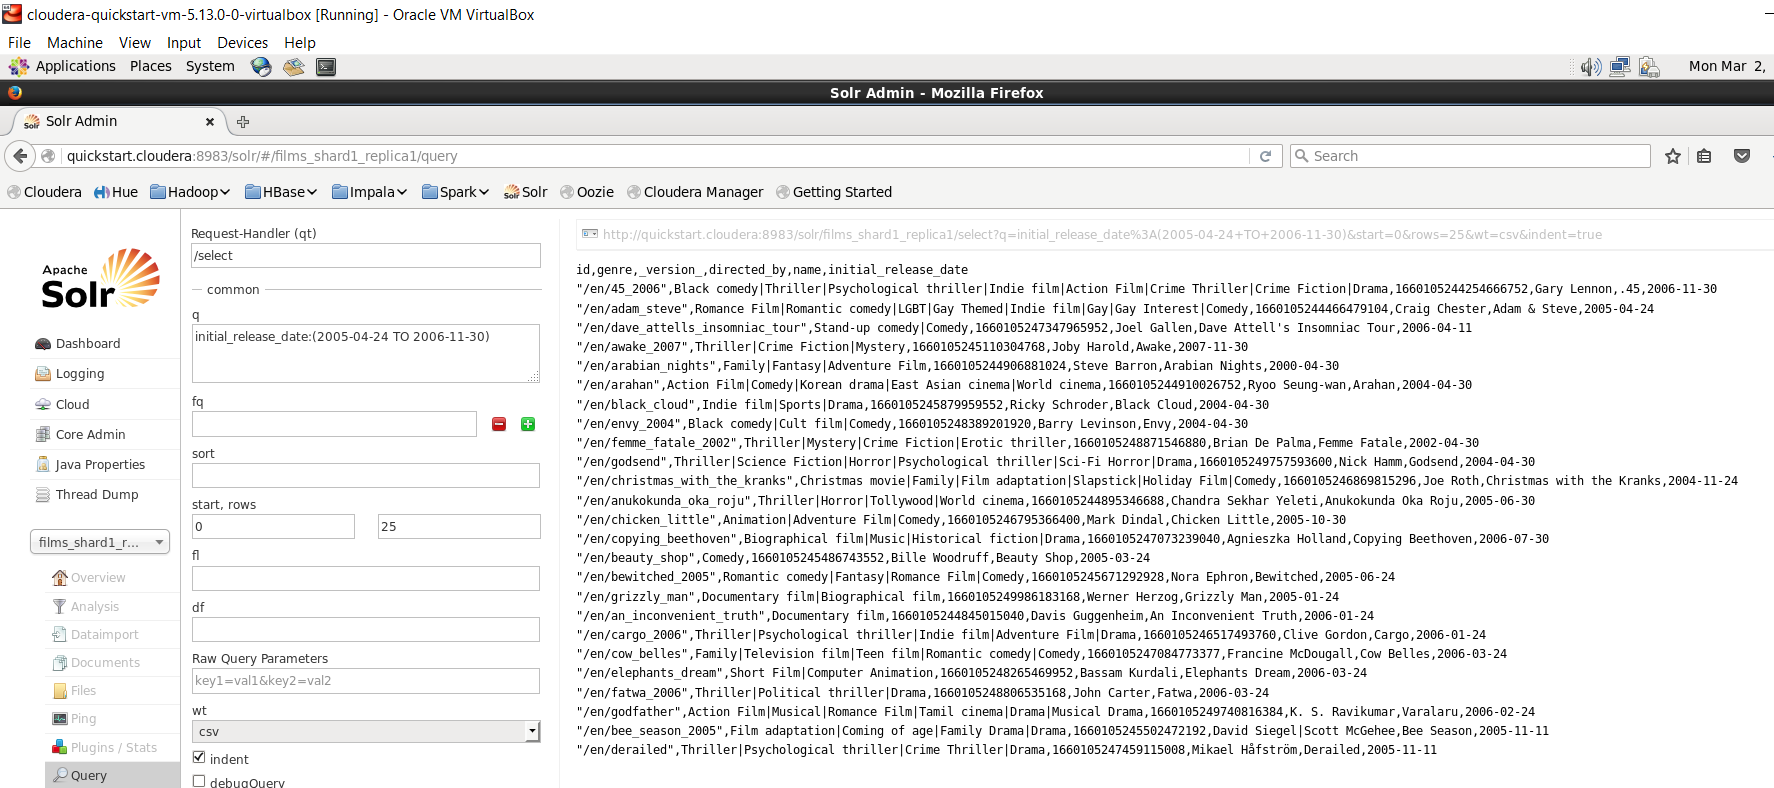 cloudera-quickstart-vm-5.13.0-0-virtualbox [Running] - Oracle VM VirtualBox
File Machine View Input Devices Help
Applications Places System
Mon Mar 2,
Solr Admin - Mozilla Firefox
Solr Admin
quickstart.cloudera:8983/solr/#/films_shard1_replica1/query
Search
Cloudera Hue Hadoop HBase Impala Spark Solr Oozie Cloudera Manager Getting Started
Apache
Solr
Dashboard
Logging
Cloud
Core Admin
Java Properties
Thread Dump
films_shard1_r...
Overview
Analysis
Dataimport
Documents
Files
Ping
Plugins / Stats
Query
Request-Handler (qt)
/select
common
q
initial_release_date:(2005-04-24 TO 2006-11-30)
fq
sort
start, rows
0 25
fl
df
Raw Query Parameters
key1=val1&key2=val2
wt
csv
indent
debugQuery
http://quickstart.cloudera:8983/solr/films_shard1_replica1/select?q=initial_release_date%3A(2005-04-24+TO+2006-11-30)&start=0&rows=25&wt=csv&indent=true
id,genre,_version_,directed_by,name,initial_release_date
"/en/45_2006",Black comedy|Thriller|Psychological thriller|Indie film|Action Film|Crime Thriller|Crime Fiction|Drama,1660105244254666752,Gary Lennon,.45,2006-11-30
"/en/adam_steve",Romance Film|Romantic comedy|LGBT|Gay Themed|Indie film|Gay|Gay Interest|Comedy,1660105244466479104,Craig Chester,Adam & Steve,2005-04-24
"/en/dave_attells_insomniac_tour",Stand-up comedy|Comedy,1660105247347965952,Joel Gallen,Dave Attell's Insomniac Tour,2006-04-11
"/en/awake_2007",Thriller|Crime Fiction|Mystery,1660105245110304768,Joby Harold,Awake,2007-11-30
"/en/arabian_nights",Family|Fantasy|Adventure Film,1660105244906881024,Steve Barron,Arabian Nights,2000-04-30
"/en/arahan",Action Film|Comedy|Korean drama|East Asian cinema|World cinema,1660105244910026752,Ryoo Seung-wan,Arahan,2004-04-30
"/en/black_cloud",Indie film|Sports|Drama,1660105245879959552,Ricky Schroder,Black Cloud,2004-04-30
"/en/envy_2004",Black comedy|Cult film|Comedy,1660105248389201920,Barry Levinson,Envy,2004-04-30
"/en/femme_fatale_2002",Thriller|Mystery|Crime Fiction|Erotic thriller,1660105248871546880,Brian De Palma,Femme Fatale,2002-04-30
"/en/godsend",Thriller|Science Fiction|Horror|Psychological thriller|Sci-Fi Horror|Drama,1660105249757593600,Nick Hamm,Godsend,2004-04-30
"/en/christmas_with_the_kranks",Christmas movie|Family|Film adaptation|Slapstick|Holiday Film|Comedy,1660105246869815296,Joe Roth,Christmas with the Kranks,2004-11-24
"/en/anukokunda_oka_roju",Thriller|Horror|Tollywood|World cinema,1660105244895346688,Chandra Sekhar Yeleti,Anukokunda Oka Roju,2005-06-30
"/en/chicken_little",Animation|Adventure Film|Comedy,1660105246795366400,Mark Dindal,Chicken Little,2005-10-30
"/en/copying_beethoven",Biographical film|Music|Historical fiction|Drama,1660105247073239040,Agnieszka Holland,Copying Beethoven,2006-07-30
"/en/beauty_shop",Comedy,1660105245486743552,Bille Woodruff,Beauty Shop,2005-03-24
"/en/bewitched_2005",Romantic comedy|Fantasy|Romance Film|Comedy,1660105245671292928,Nora Ephron,Bewitched,2005-06-24
"/en/grizzly_man",Documentary film|Biographical film,1660105249986183168,Werner Herzog,Grizzly Man,2005-01-24
"/en/an_inconvenient_truth",Documentary film,1660105244845015040,Davis Guggenheim,An Inconvenient Truth,2006-01-24
"/en/cargo_2006",Thriller|Psychological thriller|Indie film|Adventure Film|Drama,1660105246517493760,Clive Gordon,Cargo,2006-01-24
"/en/cow_belles",Family|Television film|Teen film|Romantic comedy|Comedy,1660105247084773377,Francine McDougall,Cow Belles,2006-03-24
"/en/elephants_dream",Short Film|Computer Animation,1660105248265469952,Bassam Kurdali,Elephants Dream,2006-03-24
"/en/fatwa_2006",Thriller|Political thriller|Drama,1660105248806535168,John Carter,Fatwa,2006-03-24
"/en/godfather",Action Film|Musical|Romance Film|Tamil cinema|Drama|Musical Drama,1660105249740816384,K. S. Ravikumar,Varalaru,2006-02-24
"/en/bee_season_2005",Film adaptation|Coming of age|Family Drama|Drama,1660105245502472192,David Siegel|Scott McGehee,Bee Season,2005-11-11
"/en/derailed",Thriller|Psychological thriller|Crime Thriller|Drama,1660105247459115008,Mikael Håfström,Derailed,2005-11-11